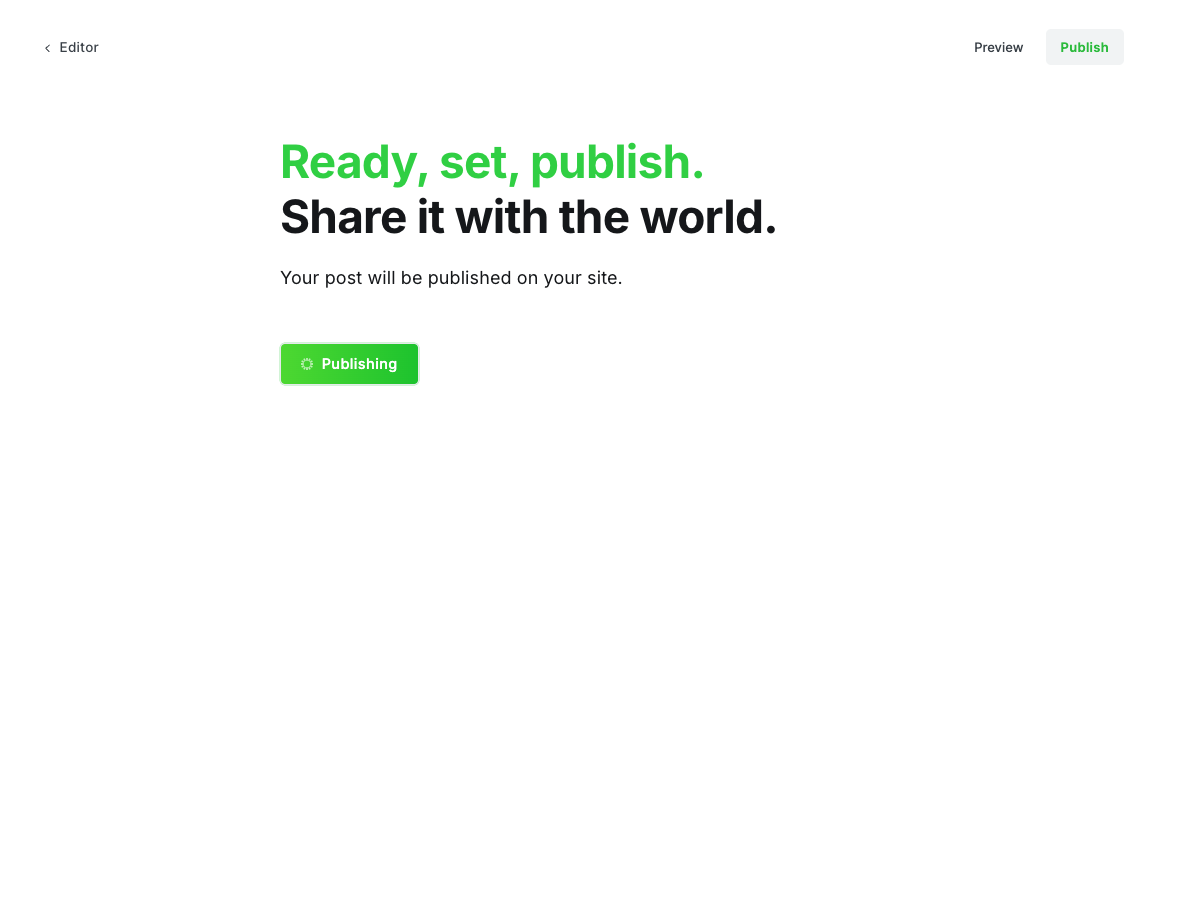 Editor
Preview
Publish
Ready, set, publish.
Share it with the world.
Your post will be published on your site.
Publishing